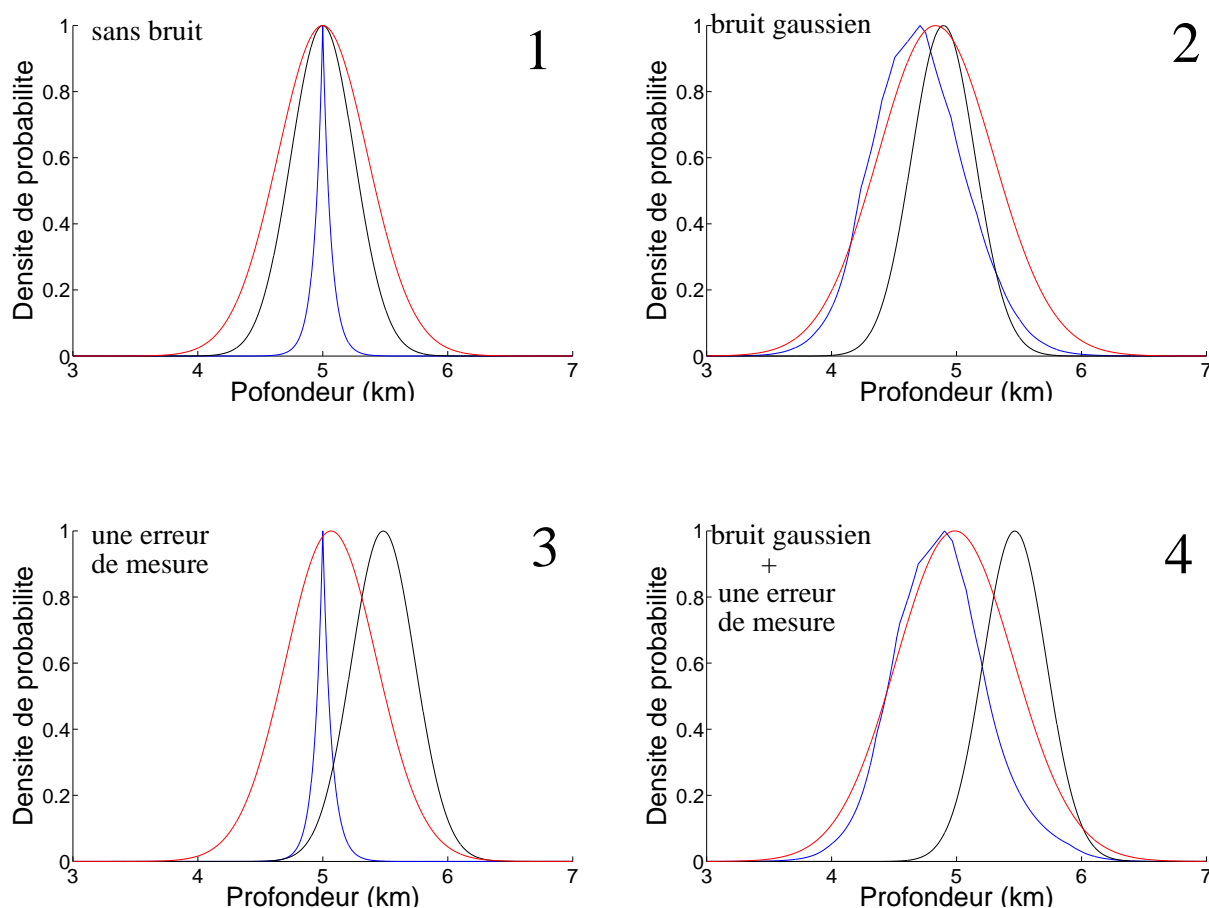 sans bruit
1
Densite de probabilite
1
0.8
0.6
0.4
0.2
0
3 4 5 6 7
Pofondeur (km)
bruit gaussien
2
Densite de probabilite
1
0.8
0.6
0.4
0.2
0
3 4 5 6 7
Profondeur (km)
une erreur
de mesure
3
Densite de probabilite
1
0.8
0.6
0.4
0.2
0
3 4 5 6 7
Profondeur (km)
bruit gaussien
+
une erreur
de mesure
4
Densite de probabilite
1
0.8
0.6
0.4
0.2
0
3 4 5 6 7
Profondeur (km)